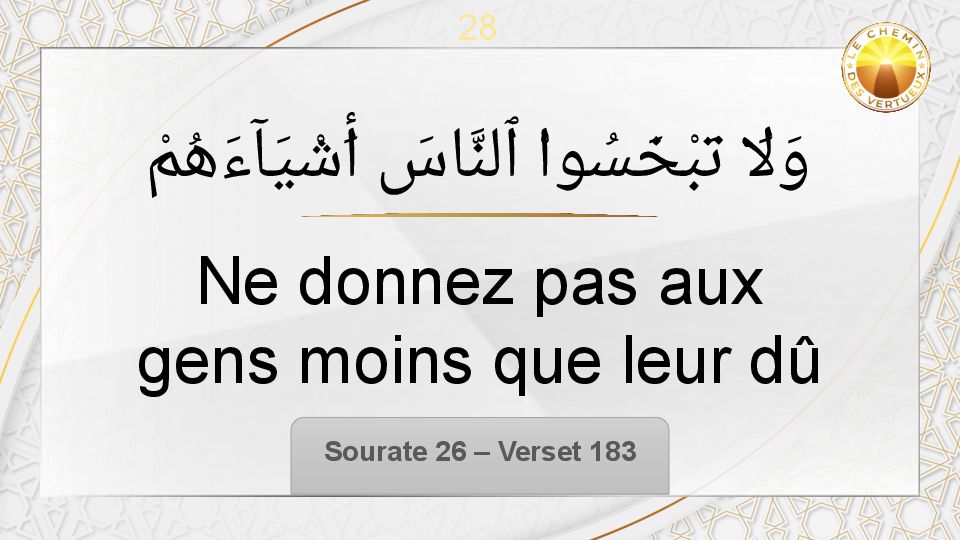 28
LE CHEMIN
DES VERTUEUX
وَلَا تَبْخَسُوا ٱلنَّاسَ أَشْيَآءَهُمْ
Ne donnez pas aux
gens moins que leur dû
Sourate 26 – Verset 183